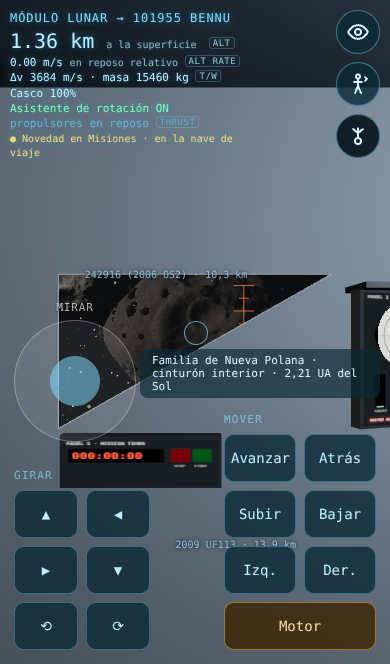 MÓDULO LUNAR → 101955 BENNU
1.36 km a la superficie ALT
0.00 m/s en reposo relativo ALT RATE
Δv 3684 m/s · masa 15460 kg T/W
Casco 100%
Asistente de rotación ON
propulsores en reposo THRUST
● Novedad en Misiones · en la nave de
viaje
242916 (2006 OS2) · 10,3 km
MIRAR
Familia de Nueva Polana ·
cinturón interior · 2,21 UA del
Sol
MOVER
000:00:00
GIRAR
Avanzar Atrás
▲ ◄ Subir Bajar
2009 UF113 · 13,9 km
► ▼ Izq. Der.
⟲ ⟳ Motor